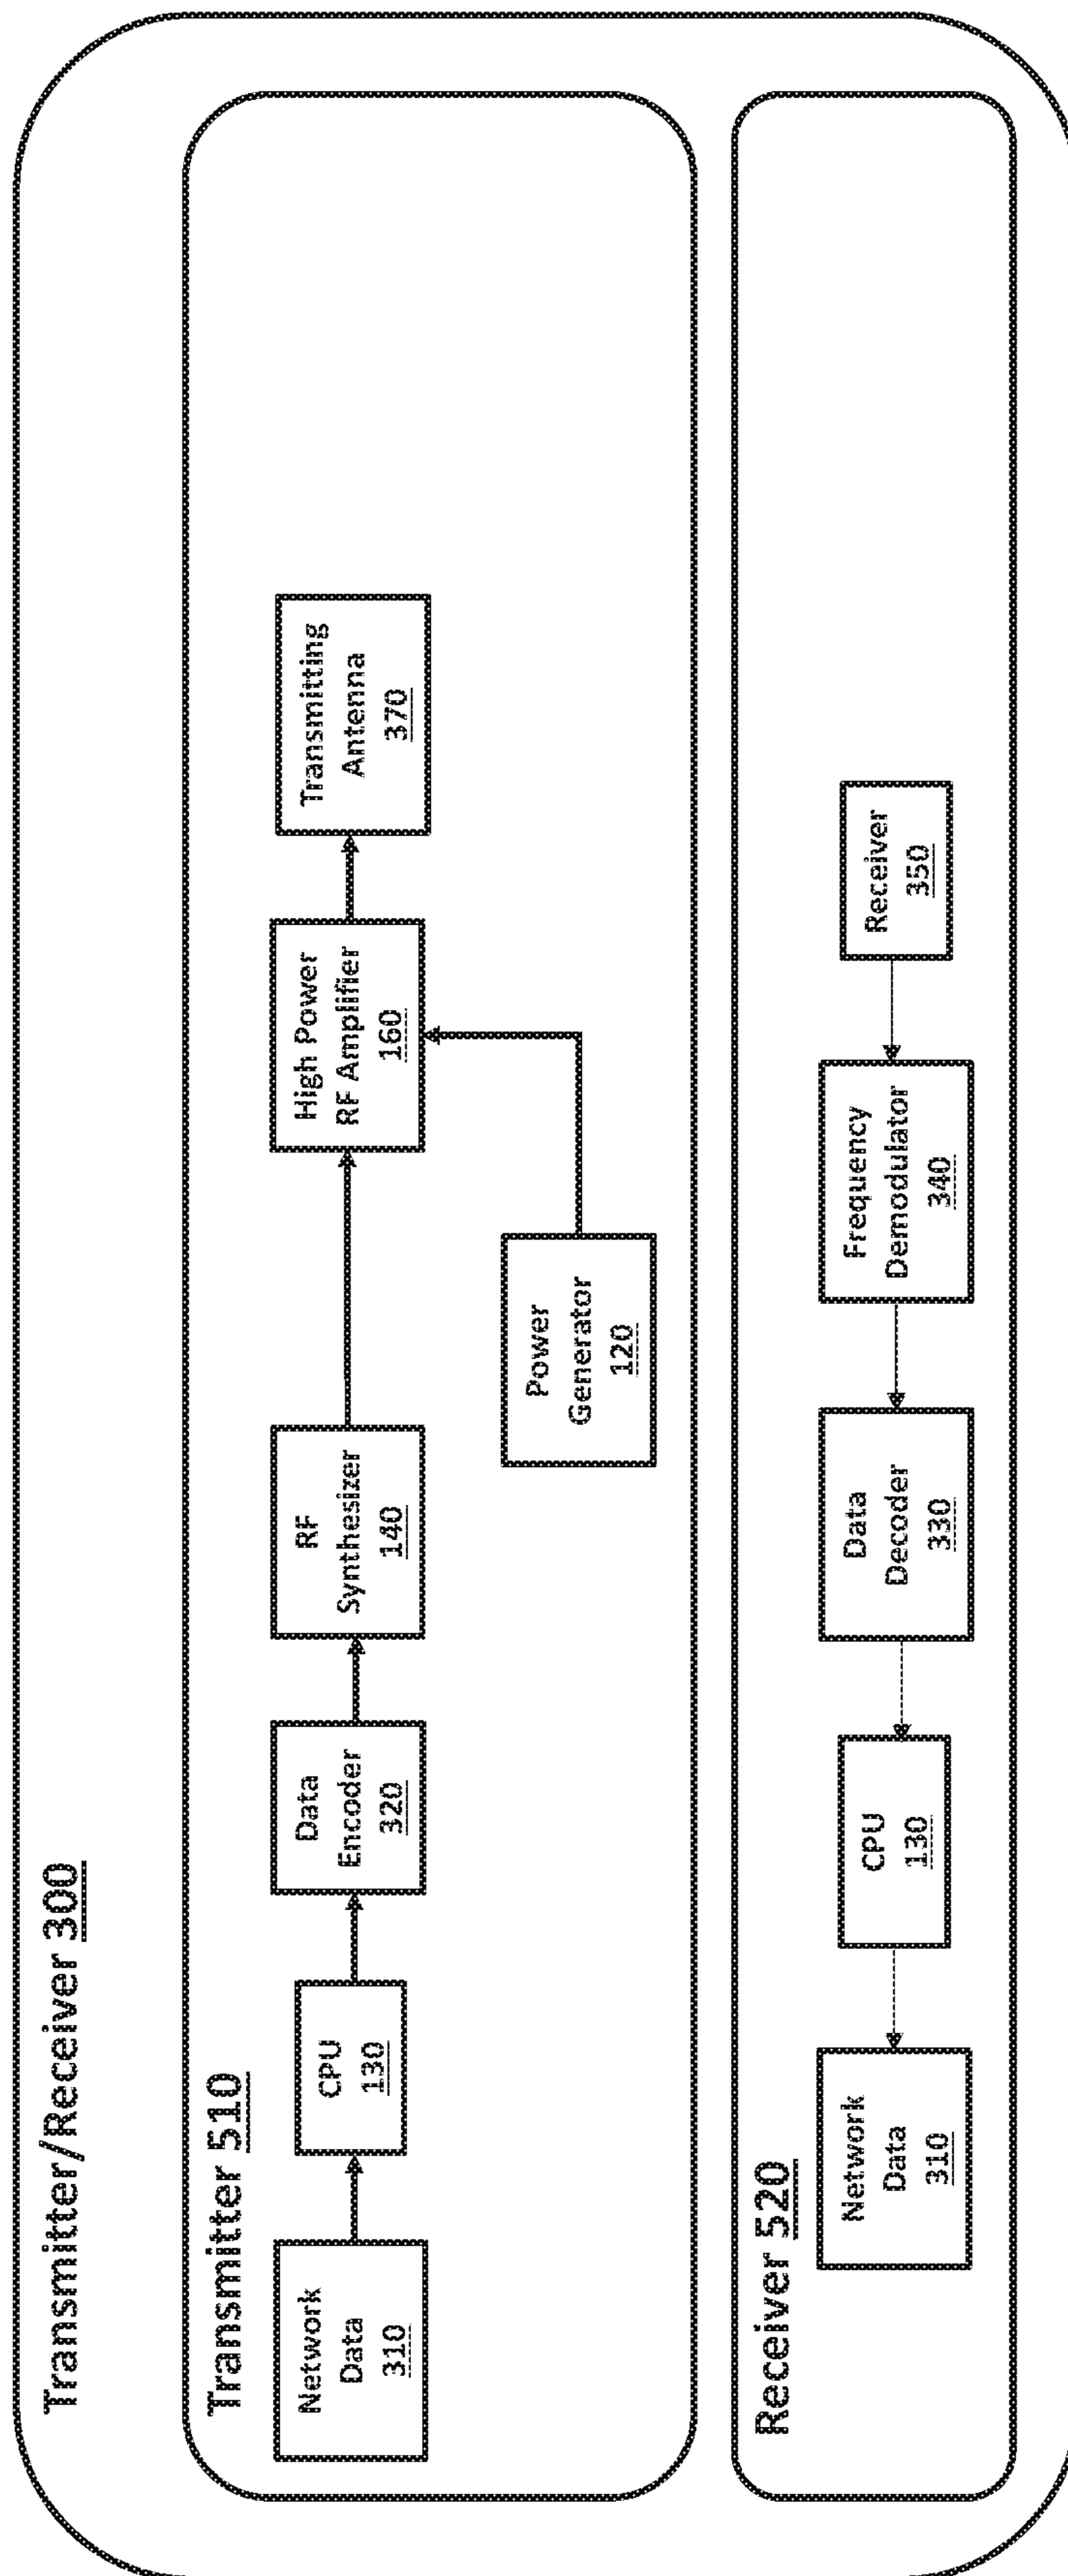 Transmitter/Receiver 300
Transmitter 510
Network
Data
310
CPU
130
Data
Encoder
320
RF
Synthesizer
140
High Power
RF Amplifier
160
Transmitting
Antenna
370
Power
Generator
120
Receiver 520
Network
Data
310
CPU
130
Data
Decoder
330
Frequency
Demodulator
340
Receiver
350